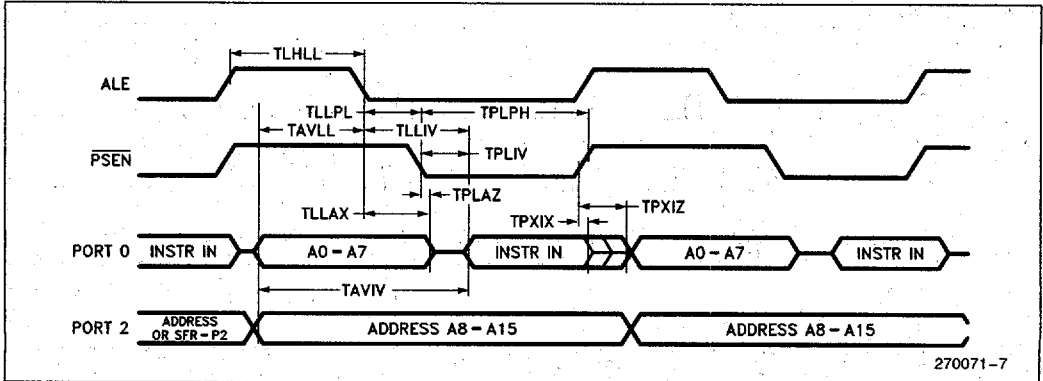 TLHLL
ALE
TLLPL
TPLPH
TAVLL
TLLIV
PSEN
TPLIV
TPLAZ
TLLAX
TPXIX
TPXIZ
PORT 0
INSTR IN
A0 – A7
INSTR IN
A0 – A7
INSTR IN
TAVIV
PORT 2
ADDRESS
OR SFR – P2
ADDRESS A8 – A15
ADDRESS A8 – A15
270071–7